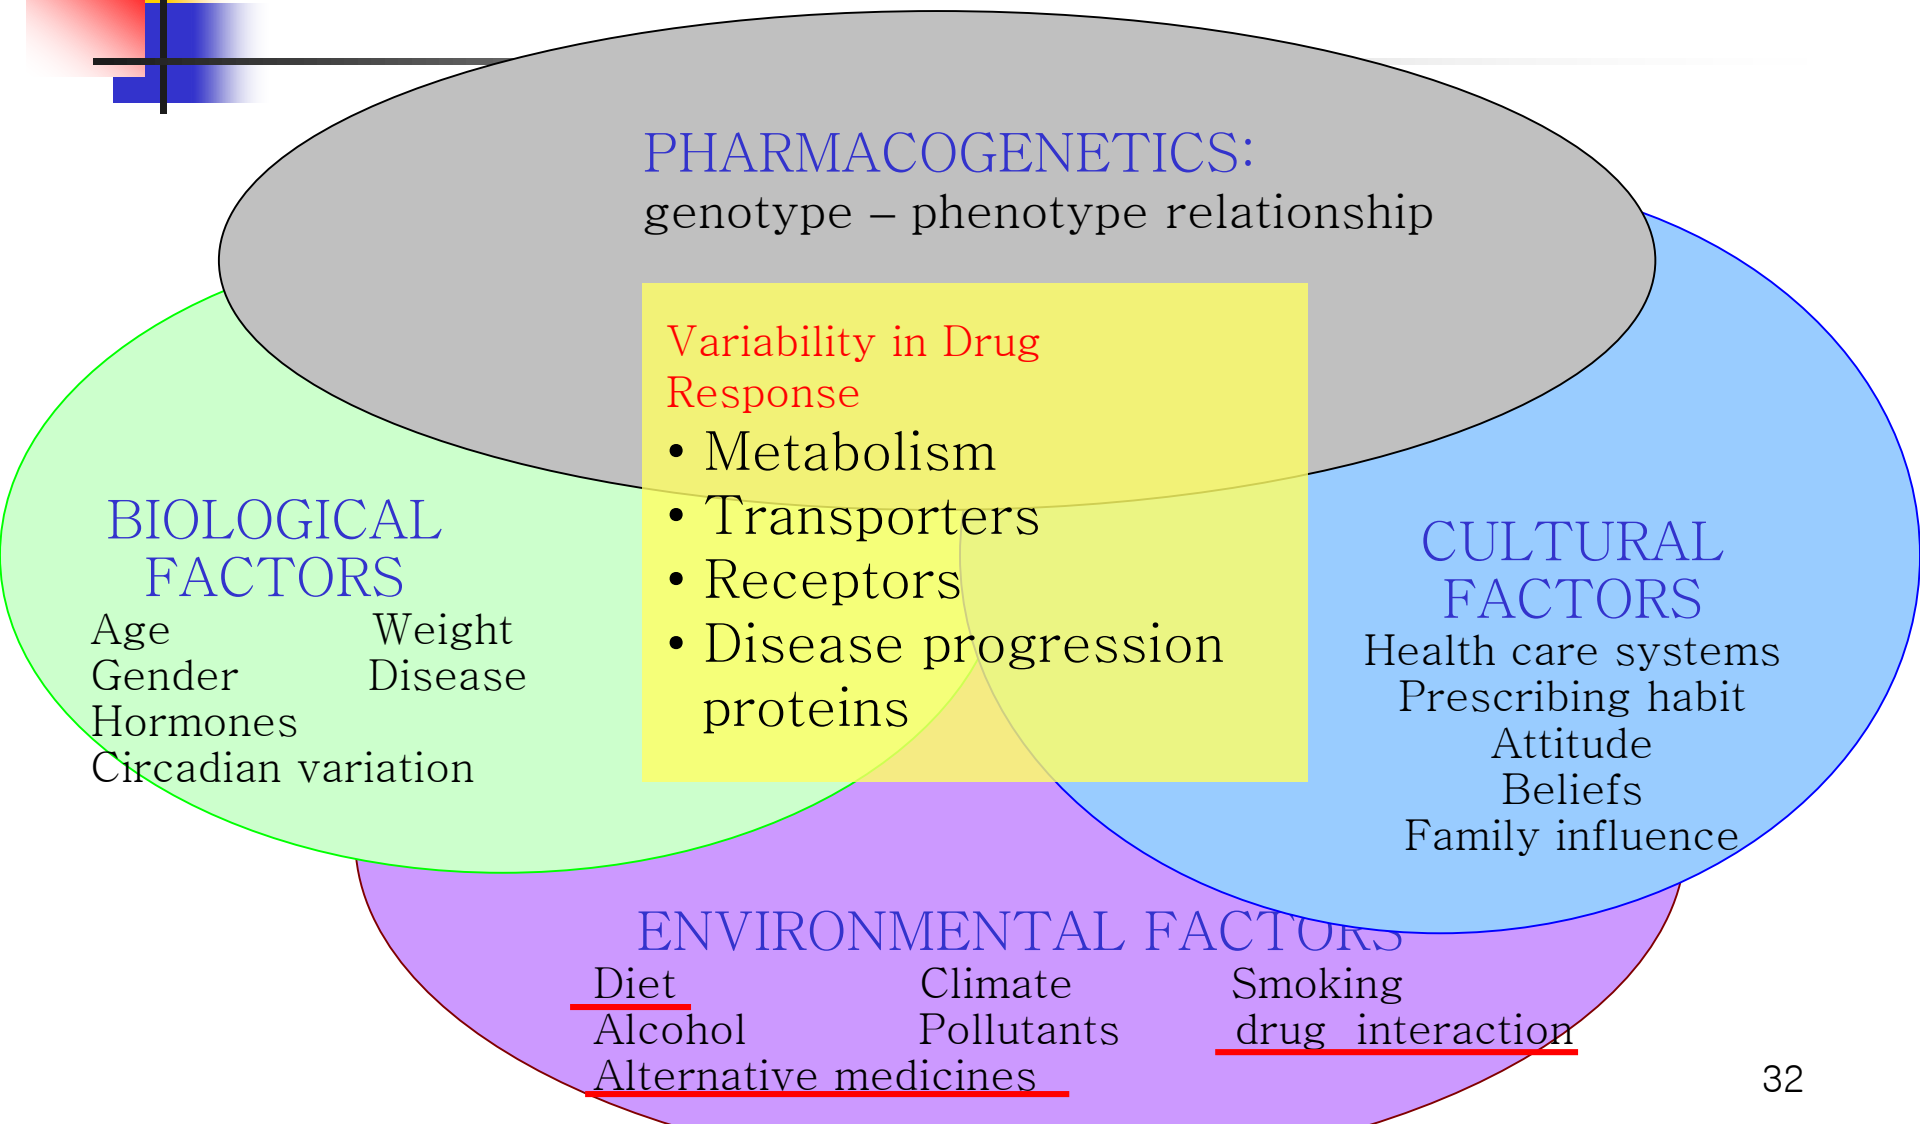 PHARMACOGENETICS:
genotype – phenotype relationship
Variability in Drug
Response
• Metabolism
• Transporters
• Receptors
• Disease progression
proteins
BIOLOGICAL
FACTORS
Age Weight
Gender Disease
Hormones
Circadian variation
CULTURAL
FACTORS
Health care systems
Prescribing habit
Attitude
Beliefs
Family influence
ENVIRONMENTAL FACTORS
Diet Climate Smoking
Alcohol Pollutants drug interaction
Alternative medicines
32